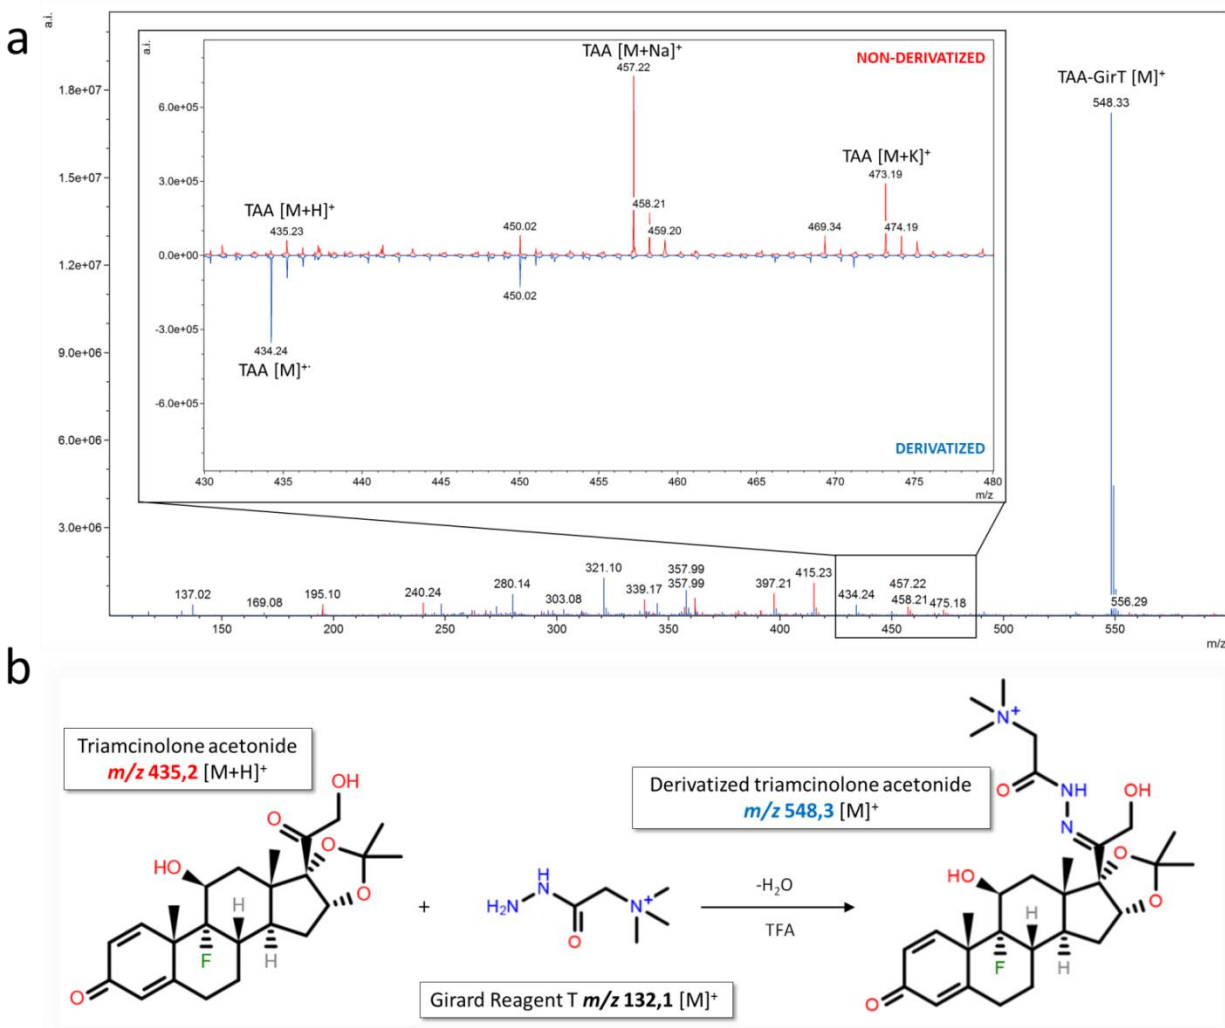 a
a.i.
1.8e+07
1.5e+07
1.2e+07
9.0e+06
6.0e+06
3.0e+06
a.i.
6.0e+05
3.0e+05
0.0e+00
-3.0e+05
-6.0e+05
NON-DERIVATIZED
TAA [M+Na]⁺
457.22
TAA [M+K]⁺
473.19
TAA [M+H]⁺
435.23
450.02
458.21
459.20
469.34
474.19
450.02
434.24
TAA [M]⁺·
DERIVATIZED
430 435 440 445 450 455 460 465 470 475 480
m/z
TAA-GirT [M]⁺
548.33
137.02
169.08
195.10
240.24
280.14
303.08
321.10
339.17
357.99
357.99
397.21
415.23
434.24
457.22
458.21
475.18
556.29
150 200 250 300 350 400 450 500 550
m/z
b
Triamcinolone acetonide
m/z 435,2 [M+H]⁺
OH
O
O
O
HO
H
F
H
O
+
H₂N
H
N
O
N⁺
Girard Reagent T m/z 132,1 [M]⁺
-H₂O
TFA
Derivatized triamcinolone acetonide
m/z 548,3 [M]⁺
N⁺
O
NH
N
OH
O
O
HO
H
F
H
O